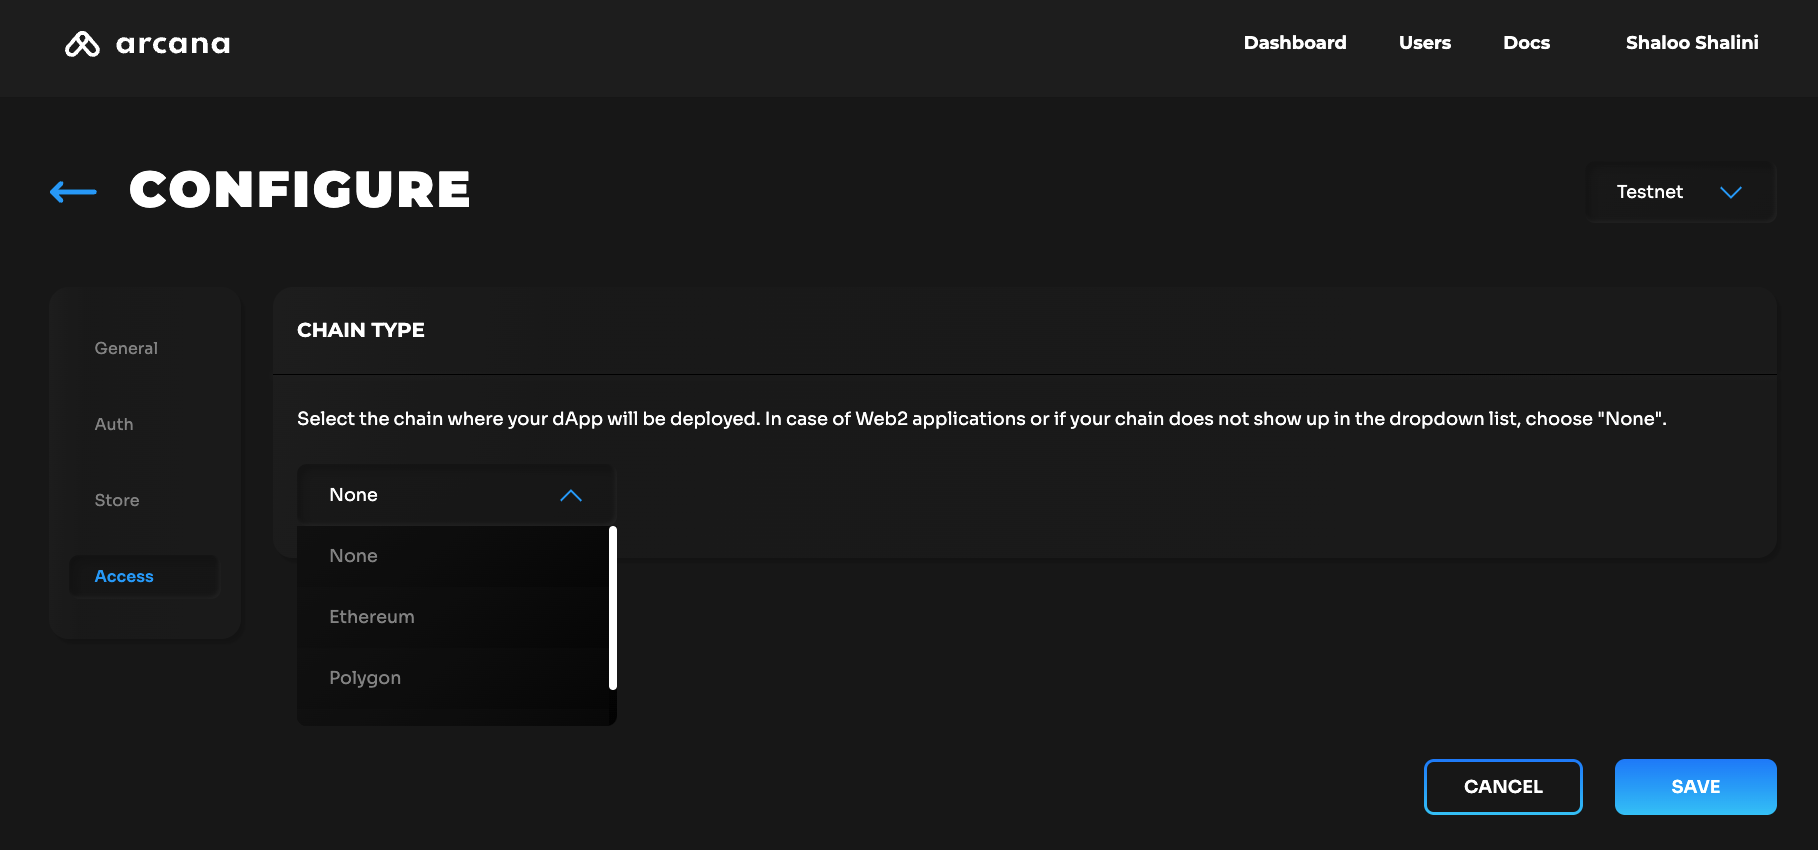 arcana
Dashboard Users Docs Shaloo Shalini
CONFIGURE
Testnet
General
Auth
Store
Access
CHAIN TYPE
Select the chain where your dApp will be deployed. In case of Web2 applications or if your chain does not show up in the dropdown list, choose "None".
None
None
Ethereum
Polygon
CANCEL
SAVE